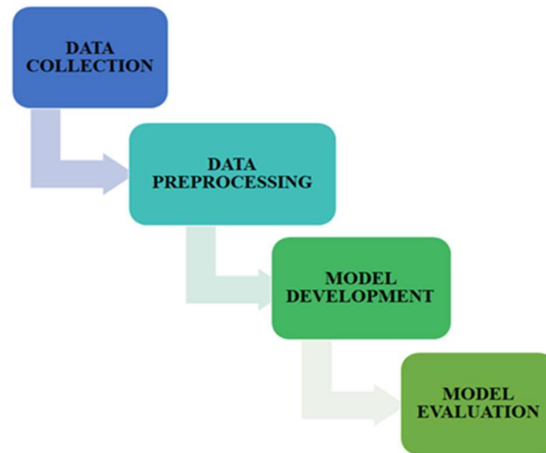 DATA
COLLECTION
DATA
PREPROCESSING
MODEL
DEVELOPMENT
MODEL
EVALUATION